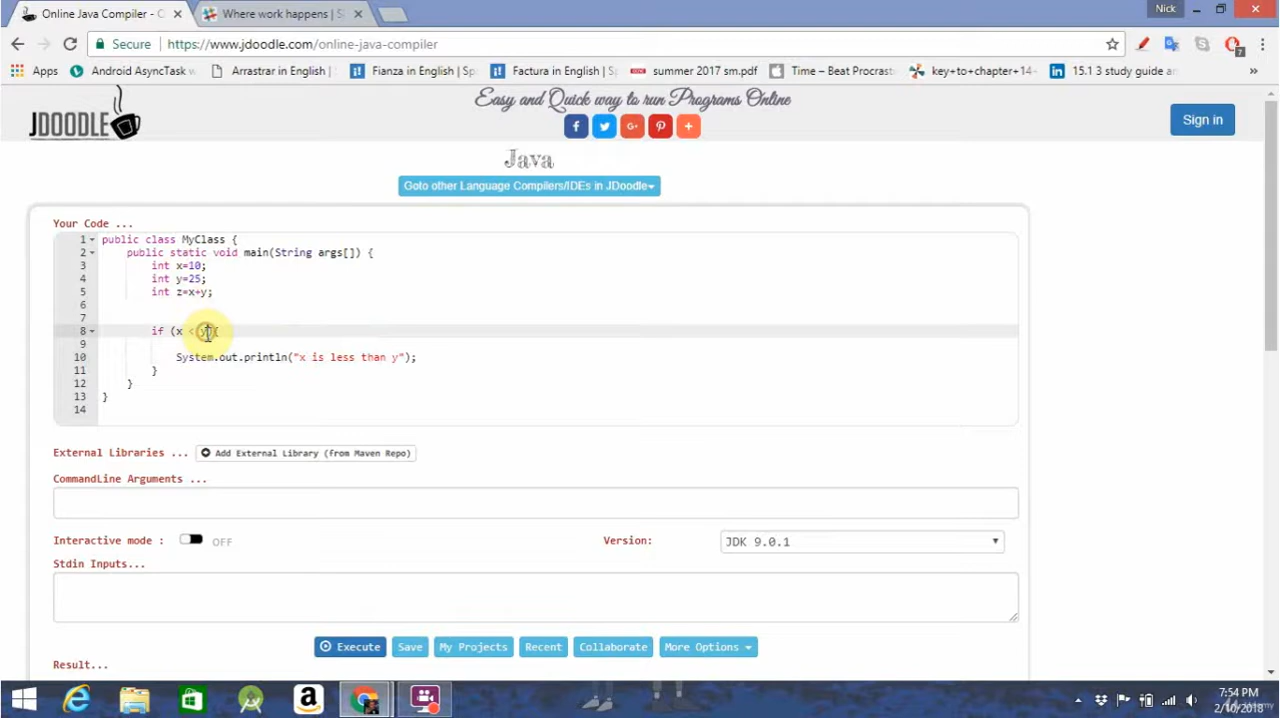 Online Java Compiler - C
Where work happens | S
Nick
Secure
https://www.jdoodle.com/online-java-compiler
Apps
Android AsyncTask w
Arrastrar in English |
Fianza in English | Sp
Factura in English | Sp
summer 2017 sm.pdf
Time – Beat Procras
key+to+chapter+14-
15.1 3 study guide a
»
JDOODLE
Easy and Quick way to run Programs Online
Sign in
Java
Goto other Language Compilers/IDEs in JDoodle
Your Code ...
1 public class MyClass {
2 public static void main(String args[]) {
3 int x=10;
4 int y=25;
5 int z=x+y;
6
7
8 if (x < y){
9
10 System.out.println("x is less than y");
11 }
12 }
13 }
14
External Libraries ...
Add External Library (from Maven Repo)
CommandLine Arguments ...
Interactive mode :
OFF
Version:
JDK 9.0.1
Stdin Inputs...
Execute
Save
My Projects
Recent
Collaborate
More Options
Result...
7:54 PM
2/10/2018